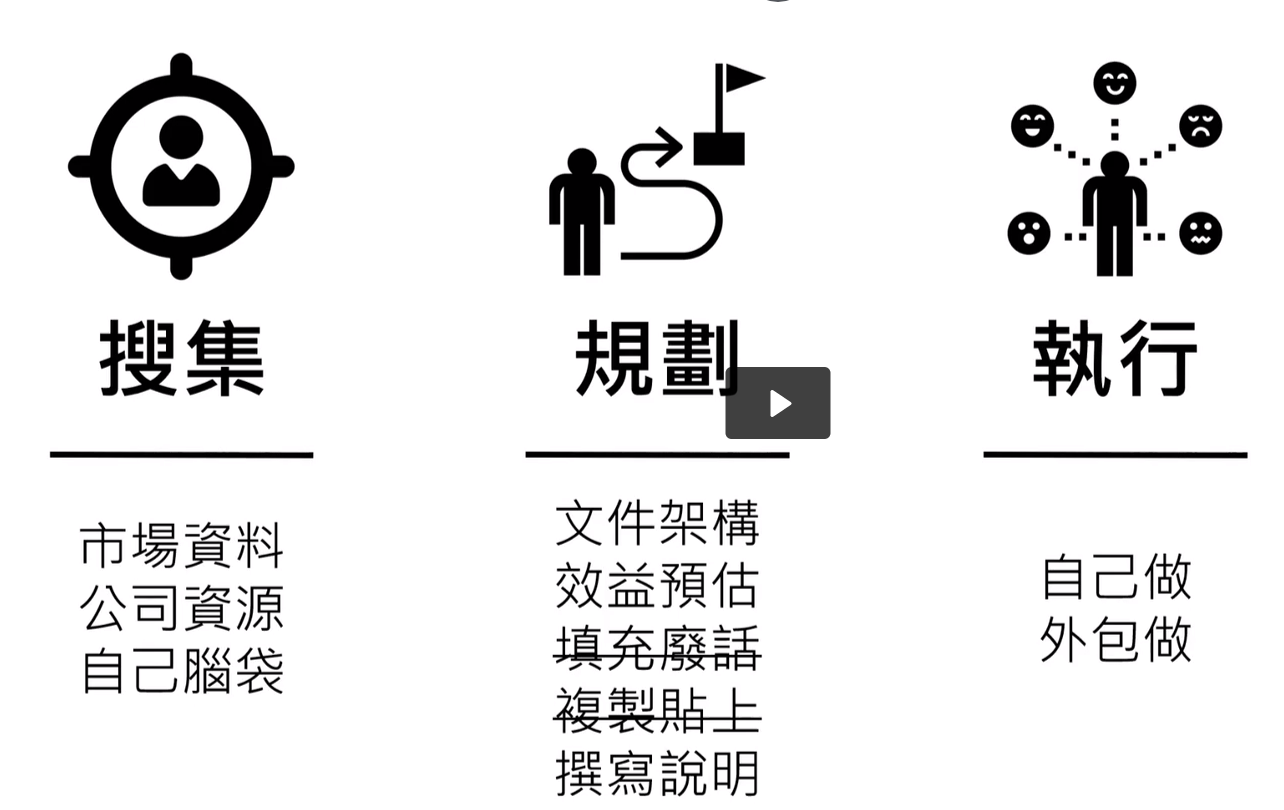 搜集
市場資料
公司資源
自己腦袋
規劃
文件架構
效益預估
填充廢話
複製貼上
撰寫說明
執行
自己做
外包做